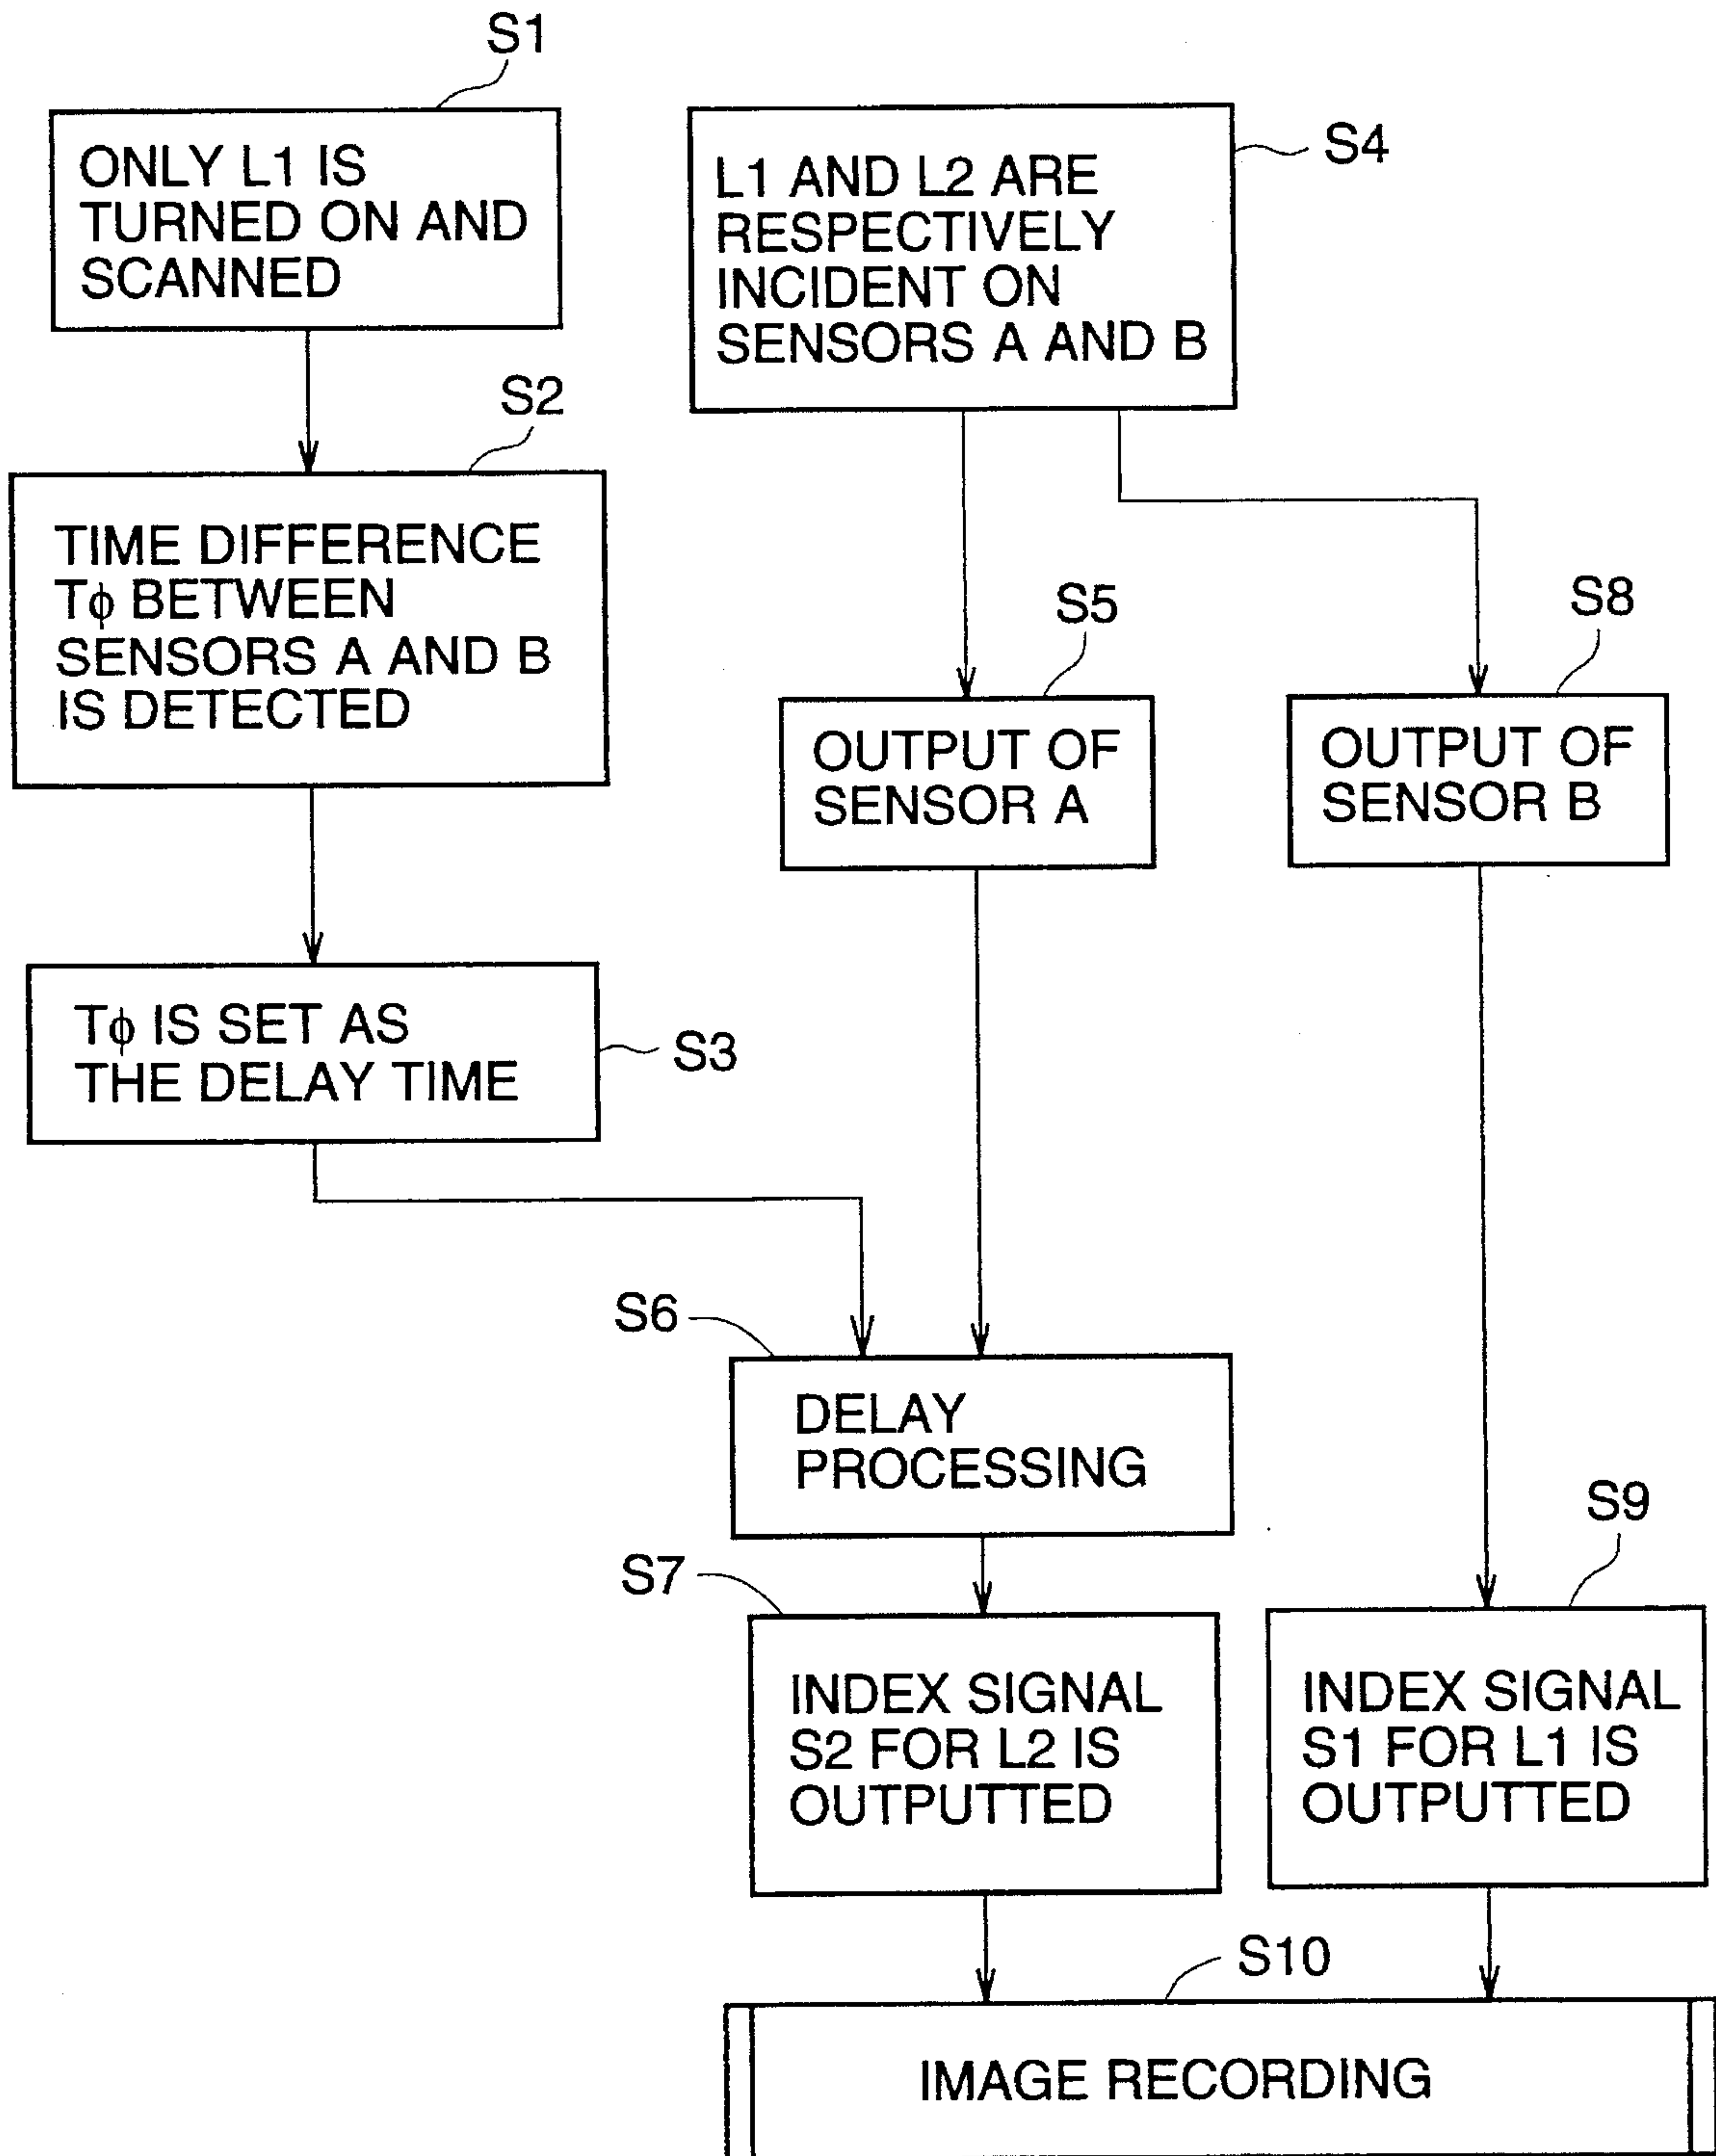 S1
ONLY L1 IS
TURNED ON AND
SCANNED
S4
L1 AND L2 ARE
RESPECTIVELY
INCIDENT ON
SENSORS A AND B
S2
TIME DIFFERENCE
Tϕ BETWEEN
SENSORS A AND B
IS DETECTED
S5
OUTPUT OF
SENSOR A
S8
OUTPUT OF
SENSOR B
Tϕ IS SET AS
THE DELAY TIME
S3
S6
DELAY
PROCESSING
S7
INDEX SIGNAL
S2 FOR L2 IS
OUTPUTTED
S9
INDEX SIGNAL
S1 FOR L1 IS
OUTPUTTED
S10
IMAGE RECORDING